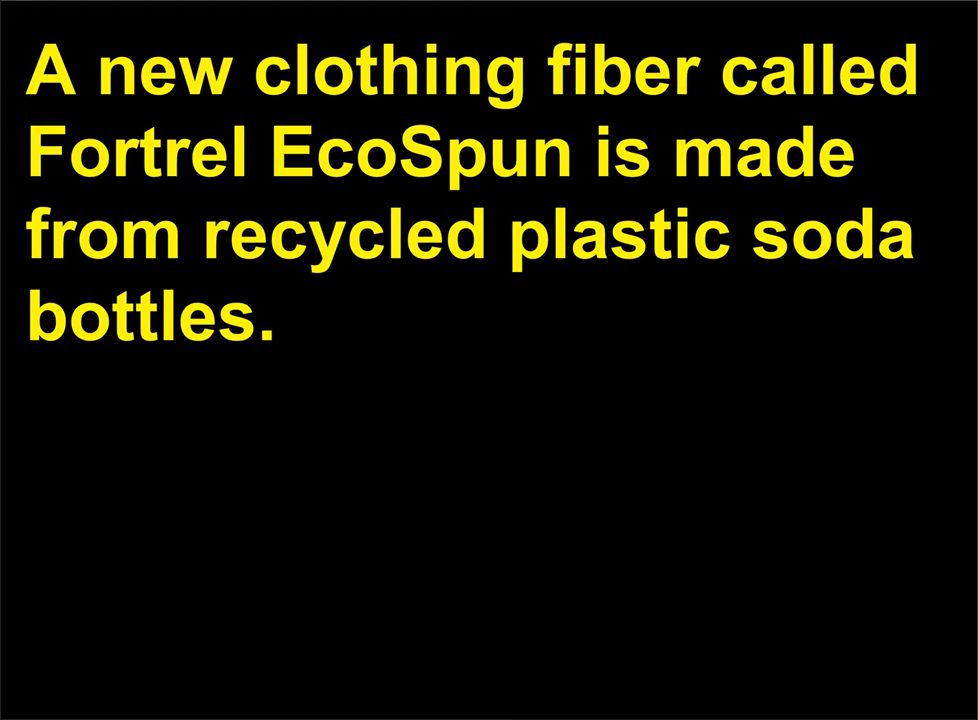 A new clothing fiber called
Fortrel EcoSpun is made
from recycled plastic soda
bottles.